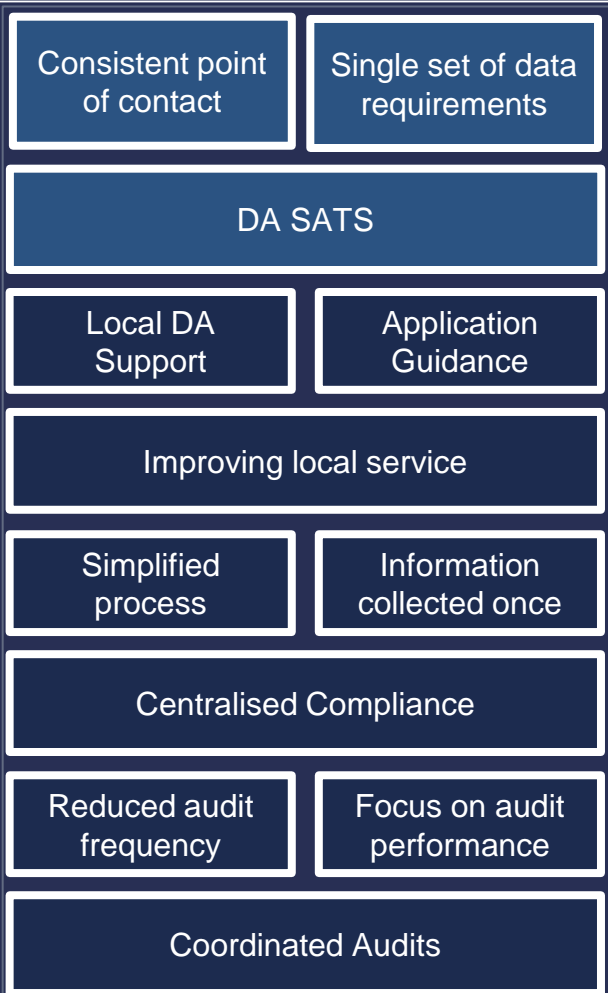 Consistent point
of contact
Single set of data
requirements
DA SATS
Local DA
Support
Application
Guidance
Improving local service
Simplified
process
Information
collected once
Centralised Compliance
Reduced audit
frequency
Focus on audit
performance
Coordinated Audits